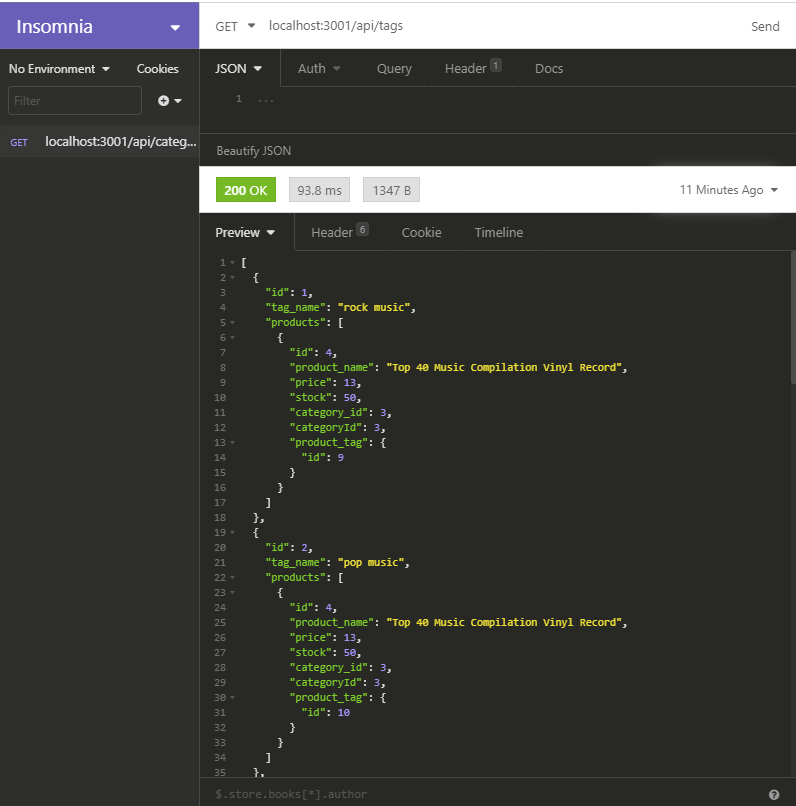 Insomnia
GET localhost:3001/api/tags Send
No Environment Cookies
JSON Auth Query Header 1 Docs
Filter
1 ...
GET localhost:3001/api/categ...
Beautify JSON
200 OK 93.8 ms 1347 B 11 Minutes Ago
Preview Header 6 Cookie Timeline
1 [
2 {
3 "id": 1,
4 "tag_name": "rock music",
5 "products": [
6 {
7 "id": 4,
8 "product_name": "Top 40 Music Compilation Vinyl Record",
9 "price": 13,
10 "stock": 50,
11 "category_id": 3,
12 "categoryId": 3,
13 "product_tag": {
14 "id": 9
15 }
16 }
17 ]
18 },
19 {
20 "id": 2,
21 "tag_name": "pop music",
22 "products": [
23 {
24 "id": 4,
25 "product_name": "Top 40 Music Compilation Vinyl Record",
26 "price": 13,
27 "stock": 50,
28 "category_id": 3,
29 "categoryId": 3,
30 "product_tag": {
31 "id": 10
32 }
33 }
34 ]
35 },
$.store.books[*].author